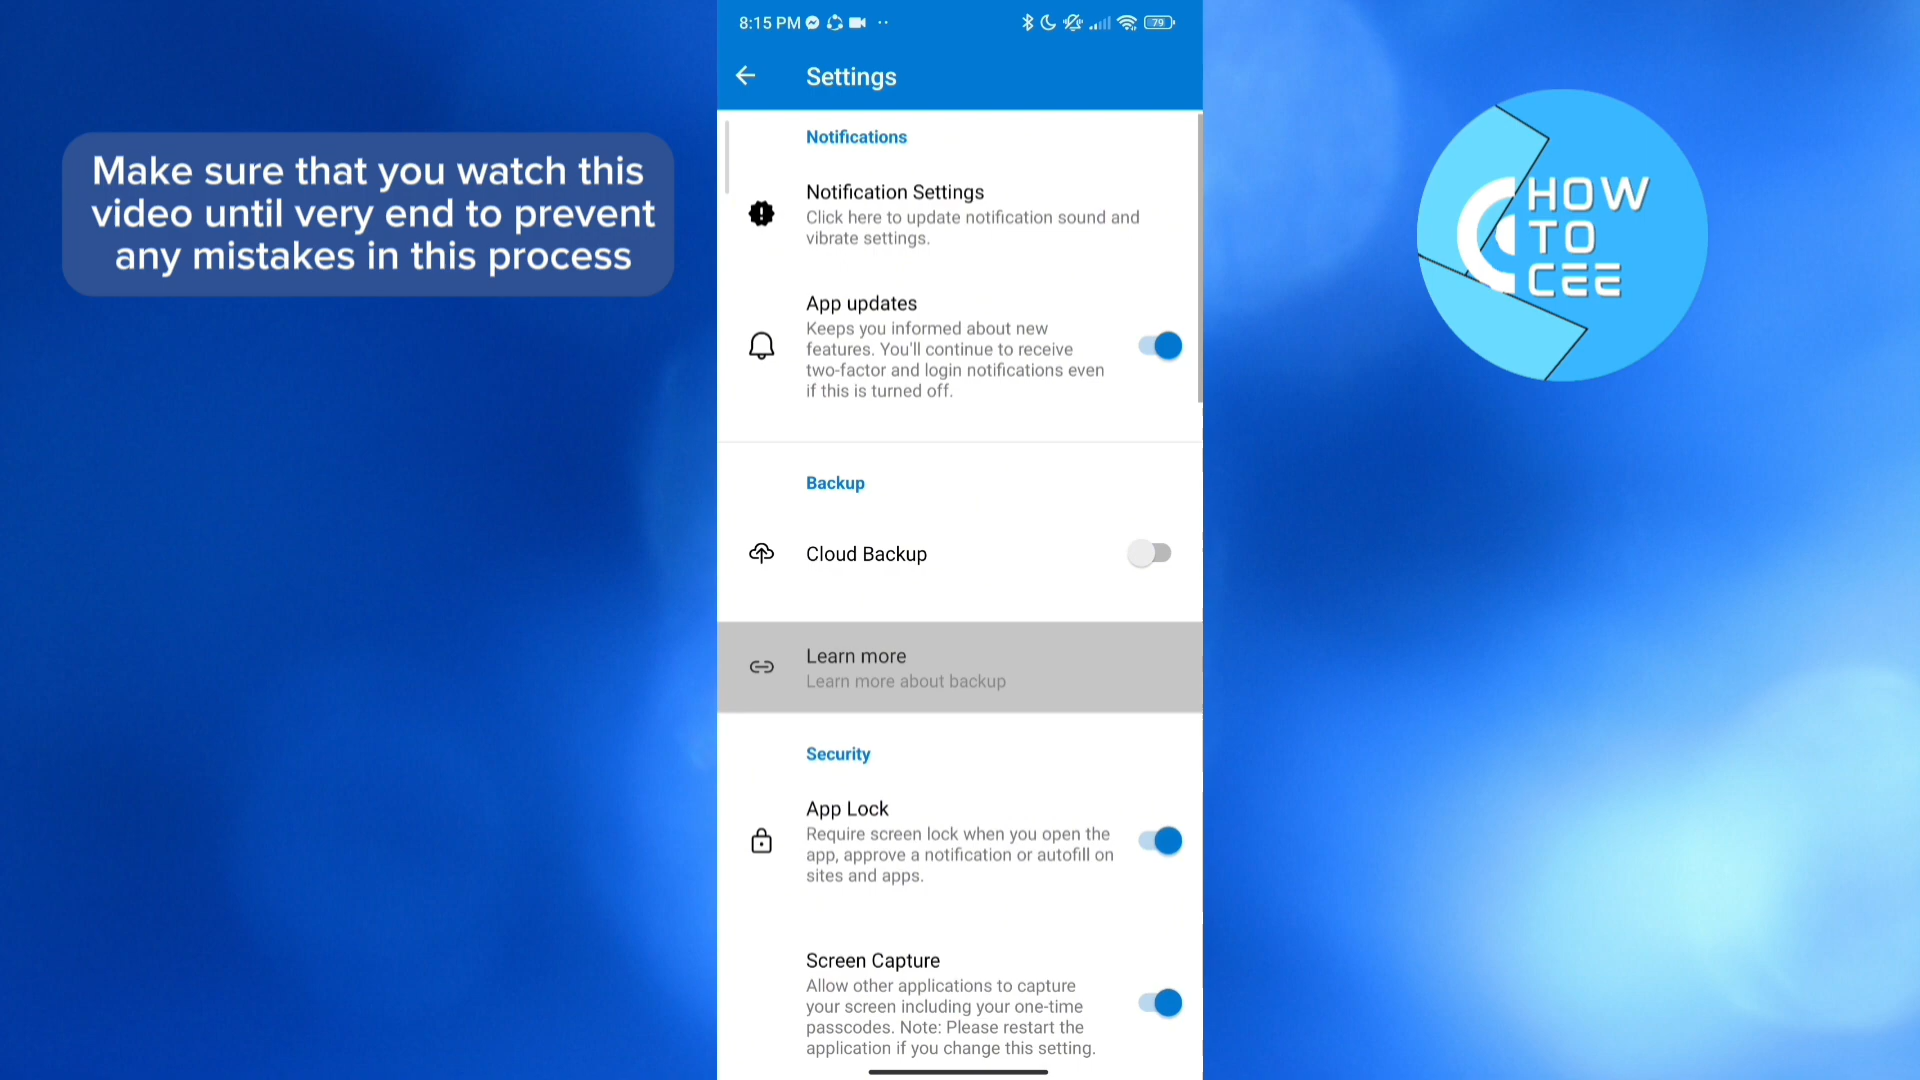 Make sure that you watch this
video until very end to prevent
any mistakes in this process
8:15 PM
79
Settings
Notifications
Notification Settings
Click here to update notification sound and
vibrate settings.
App updates
Keeps you informed about new
features. You'll continue to receive
two-factor and login notifications even
if this is turned off.
Backup
Cloud Backup
Learn more
Learn more about backup
Security
App Lock
Require screen lock when you open the
app, approve a notification or autofill on
sites and apps.
Screen Capture
Allow other applications to capture
your screen including your one-time
passcodes. Note: Please restart the
application if you change this setting.
HOW
TO
CEE